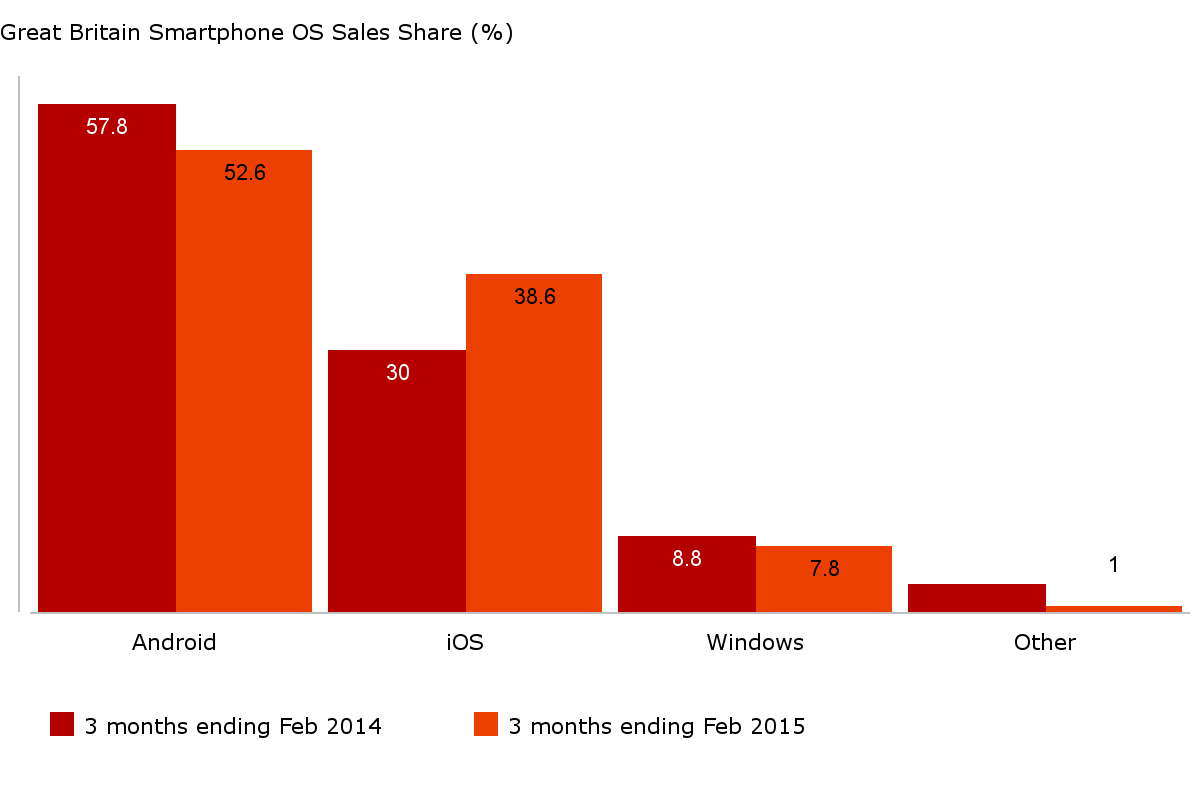 Great Britain Smartphone OS Sales Share (%)
57.8
52.6
38.6
30
8.8
7.8
1
Android
iOS
Windows
Other
3 months ending Feb 2014
3 months ending Feb 2015